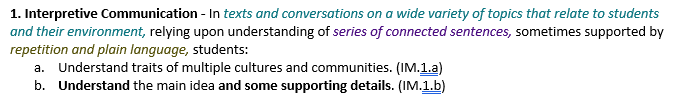 1. Interpretive Communication - In texts and conversations on a wide variety of topics that relate to students
and their environment, relying upon understanding of series of connected sentences, sometimes supported by
repetition and plain language, students:
a. Understand traits of multiple cultures and communities. (IM.1.a)
b. Understand the main idea and some supporting details. (IM.1.b)